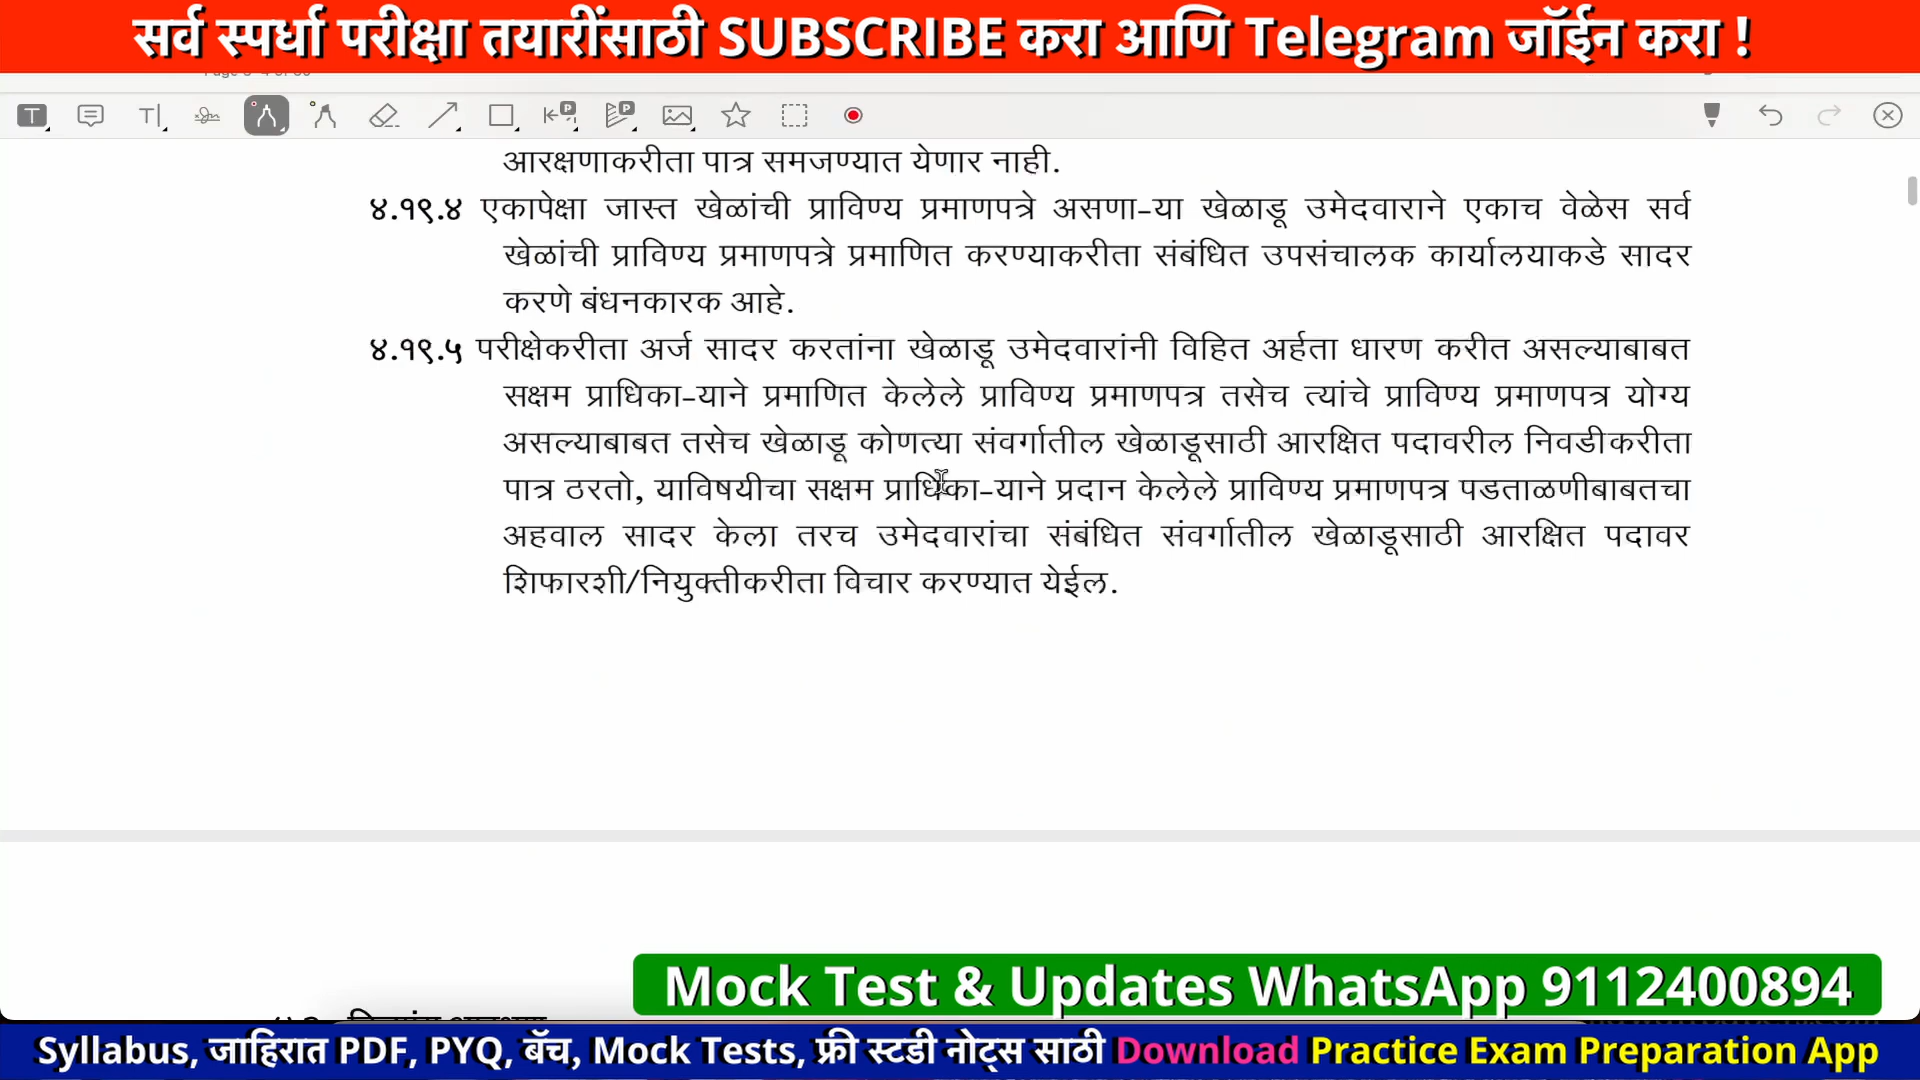 सर्व स्पर्धा परीक्षा तयारींसाठी SUBSCRIBE करा आणि Telegram जॉईन करा !
आरक्षणाकरीता पात्र समजण्यात येणार नाही.
४.१९.४ एकापेक्षा जास्त खेळांची प्राविण्य प्रमाणपत्रे असणा-या खेळाडू उमेदवाराने एकाच वेळेस सर्व
खेळांची प्राविण्य प्रमाणपत्रे प्रमाणित करण्याकरीता संबंधित उपसंचालक कार्यालयाकडे सादर
करणे बंधनकारक आहे.
४.१९.५ परीक्षेकरीता अर्ज सादर करतांना खेळाडू उमेदवारांनी विहित अर्हता धारण करीत असल्याबाबत
सक्षम प्राधिका-याने प्रमाणित केलेले प्राविण्य प्रमाणपत्र तसेच त्यांचे प्राविण्य प्रमाणपत्र योग्य
असल्याबाबत तसेच खेळाडू कोणत्या संवर्गातील खेळाडूसाठी आरक्षित पदावरील निवडीकरीता
पात्र ठरतो, याविषयीचा सक्षम प्राधिका-याने प्रदान केलेले प्राविण्य प्रमाणपत्र पडताळणीबाबतचा
अहवाल सादर केला तरच उमेदवारांचा संबंधित संवर्गातील खेळाडूसाठी आरक्षित पदावर
शिफारशी/नियुक्तीकरीता विचार करण्यात येईल.
Mock Test & Updates WhatsApp 9112400894
Syllabus, जाहिरात PDF, PYQ, बॅच, Mock Tests, फ्री स्टडी नोट्स साठी Download Practice Exam Preparation App